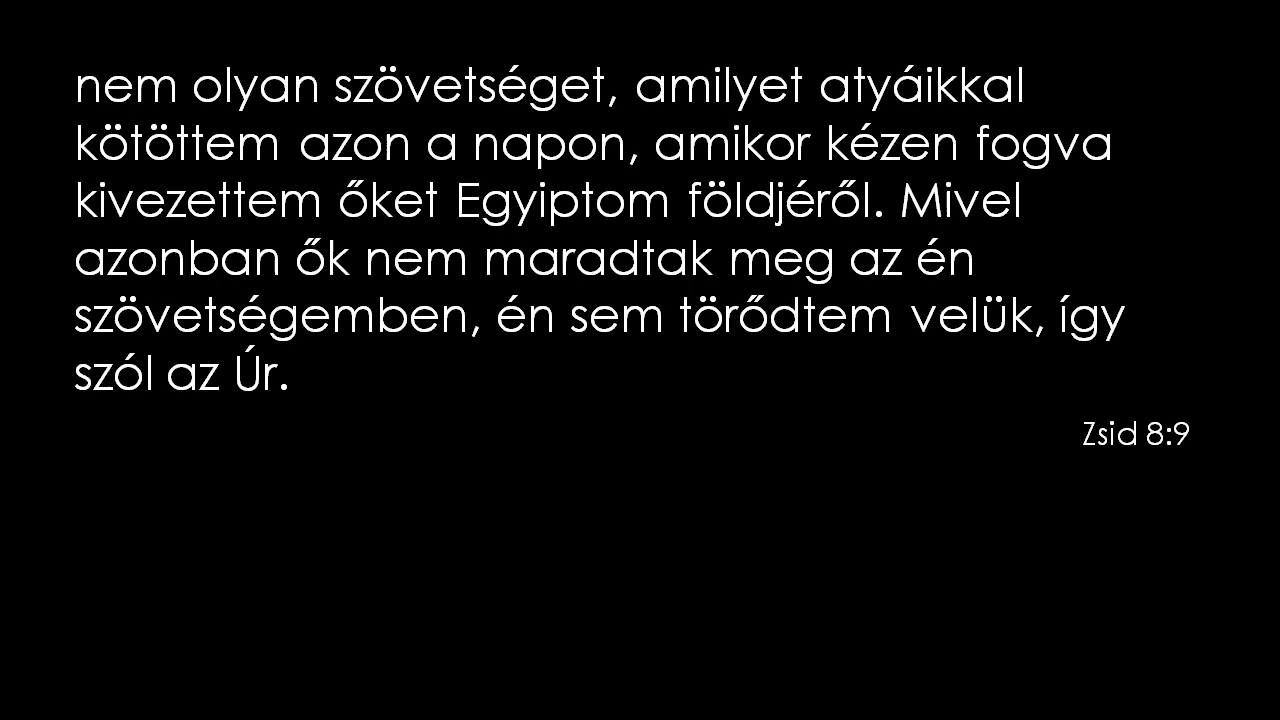 nem olyan szövetséget, amilyet atyáikkal
kötöttem azon a napon, amikor kézen fogva
kivezettem őket Egyiptom földjéről. Mivel
azonban ők nem maradtak meg az én
szövetségemben, én sem törődtem velük, így
szól az Úr.
Zsid 8:9